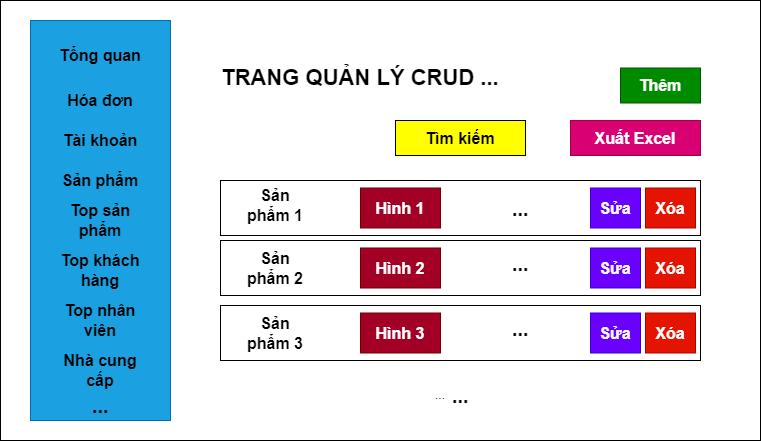 Tổng quan
Hóa đơn
Tài khoản
Sản phẩm
Top sản
phẩm
Top khách
hàng
Top nhân
viên
Nhà cung
cấp
...
TRANG QUẢN LÝ CRUD ...
Thêm
Tìm kiếm
Xuất Excel
Sản
phẩm 1
Hình 1
...
Sửa
Xóa
Sản
phẩm 2
Hình 2
...
Sửa
Xóa
Sản
phẩm 3
Hình 3
...
Sửa
Xóa
... ...